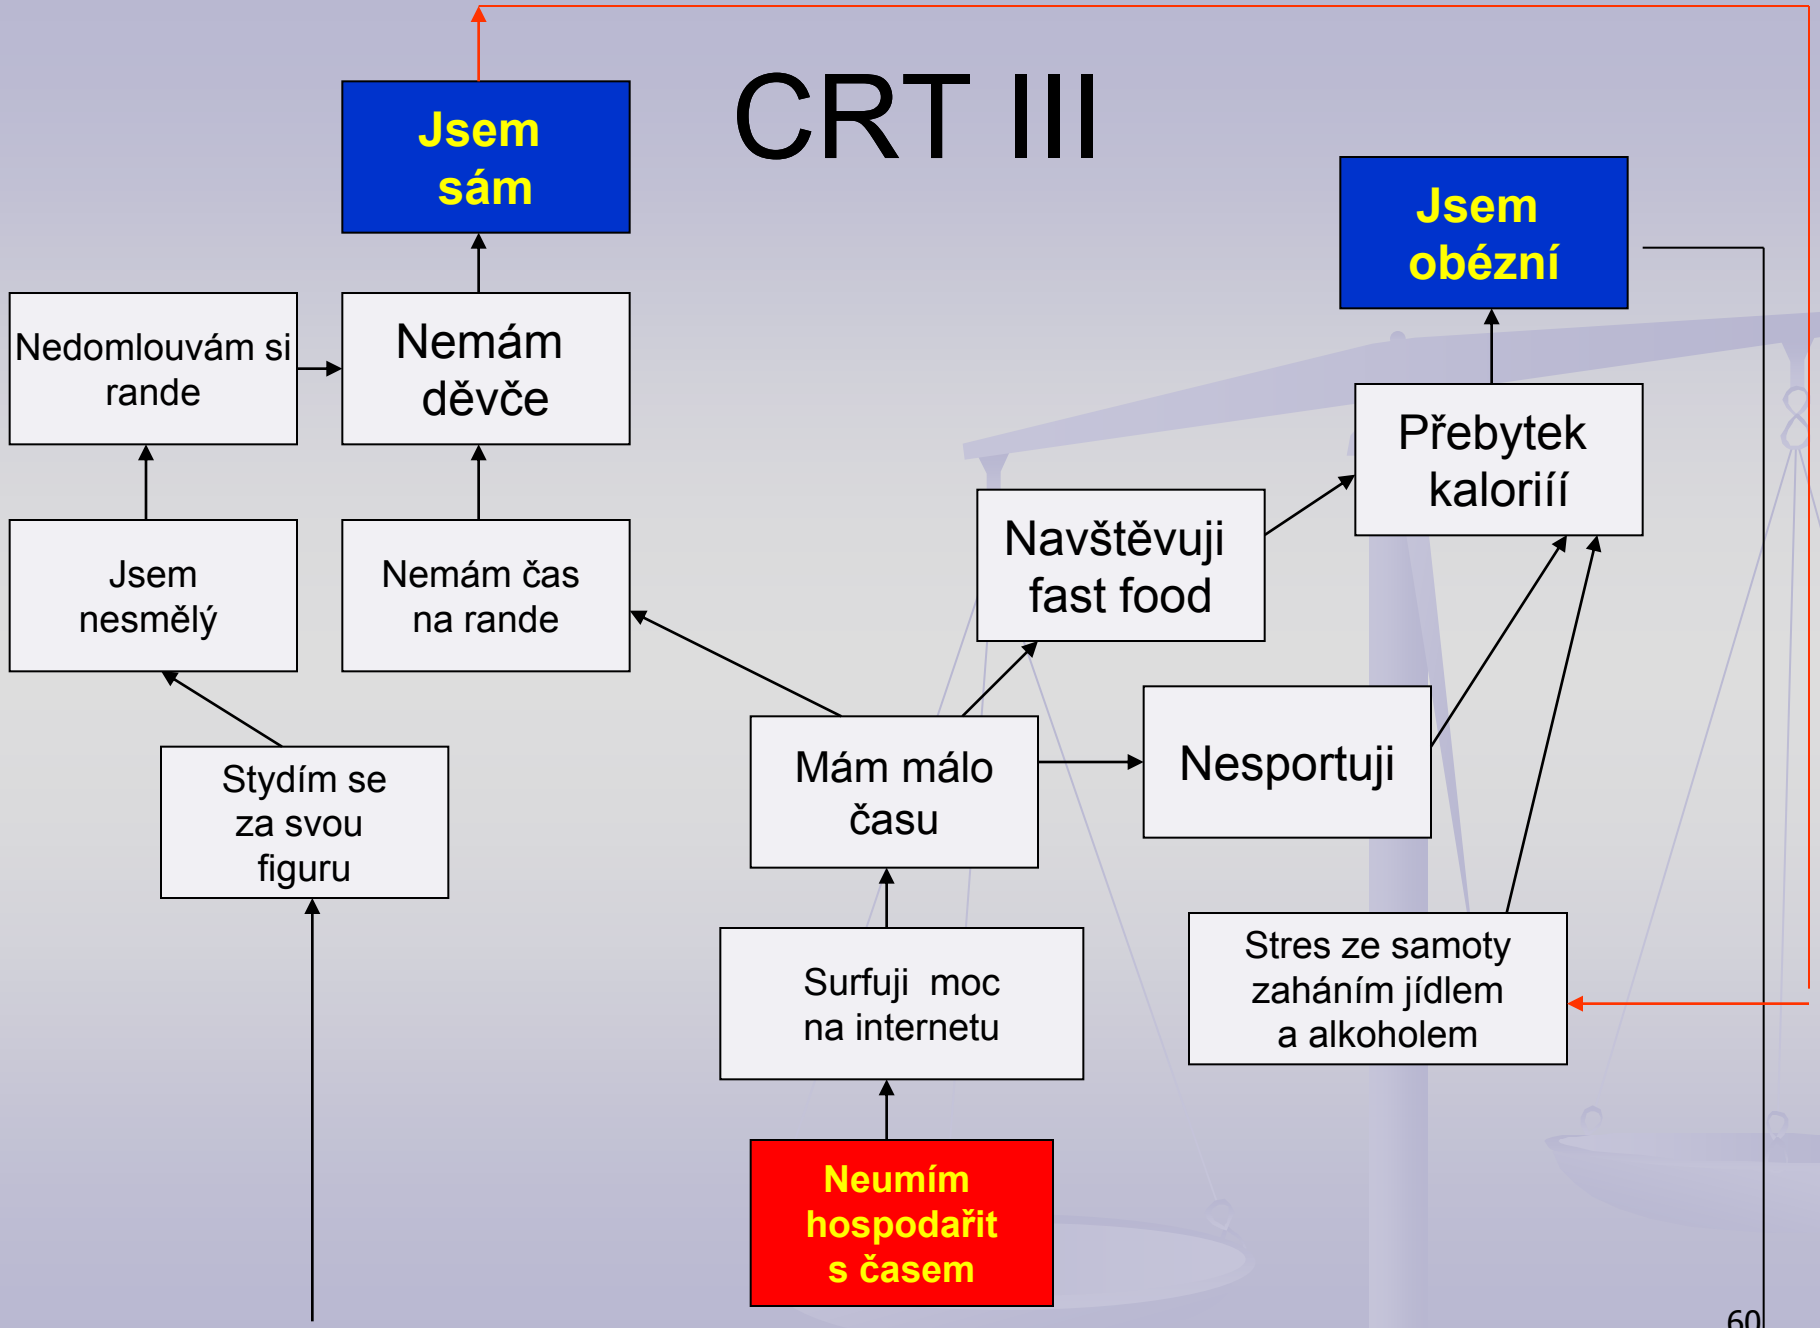 CRT III
Jsem
sám
Jsem
obézní
Nedomlouvám si
rande
Nemám
děvče
Přebytek
kaloriíí
Navštěvuji
fast food
Jsem
nesmělý
Nemám čas
na rande
Mám málo
času
Nesportuji
Stydím se
za svou
figuru
Surfuji moc
na internetu
Stres ze samoty
zaháním jídlem
a alkoholem
Neumím
hospodařit
s časem
60